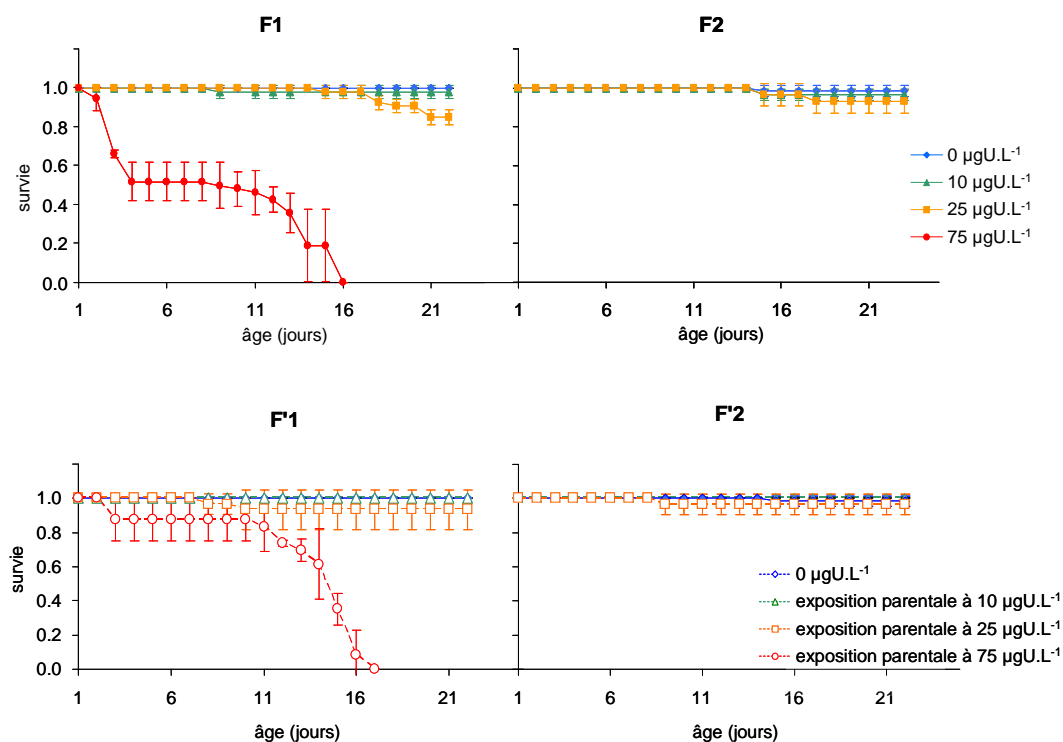 F1
F2
1.0
0.8
0.6
0.4
0.2
0.0
survie
1 6 11 16 21
âge (jours)
1 6 11 16 21
âge (jours)
0 µgU.L⁻¹
10 µgU.L⁻¹
25 µgU.L⁻¹
75 µgU.L⁻¹
F'1
F'2
1.0
0.8
0.6
0.4
0.2
0.0
survie
1 6 11 16 21
âge (jours)
1 6 11 16 21
âge (jours)
0 µgU.L⁻¹
exposition parentale à 10 µgU.L⁻¹
exposition parentale à 25 µgU.L⁻¹
exposition parentale à 75 µgU.L⁻¹